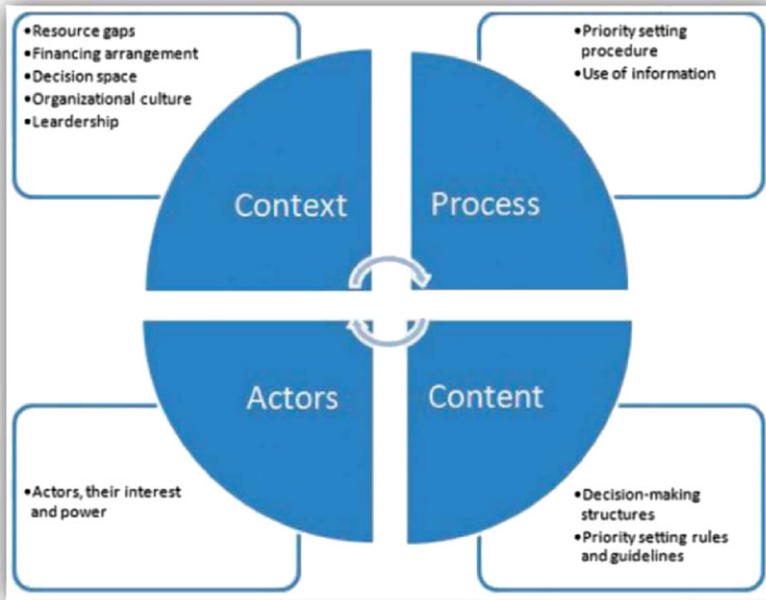 •Resource gaps
•Financing arrangement
•Decision space
•Organizational culture
•Leardership
•Priority setting
procedure
•Use of information
Context
Process
Actors
Content
•Actors, their interest
and power
•Decision-making
structures
•Priority setting rules
and guidelines